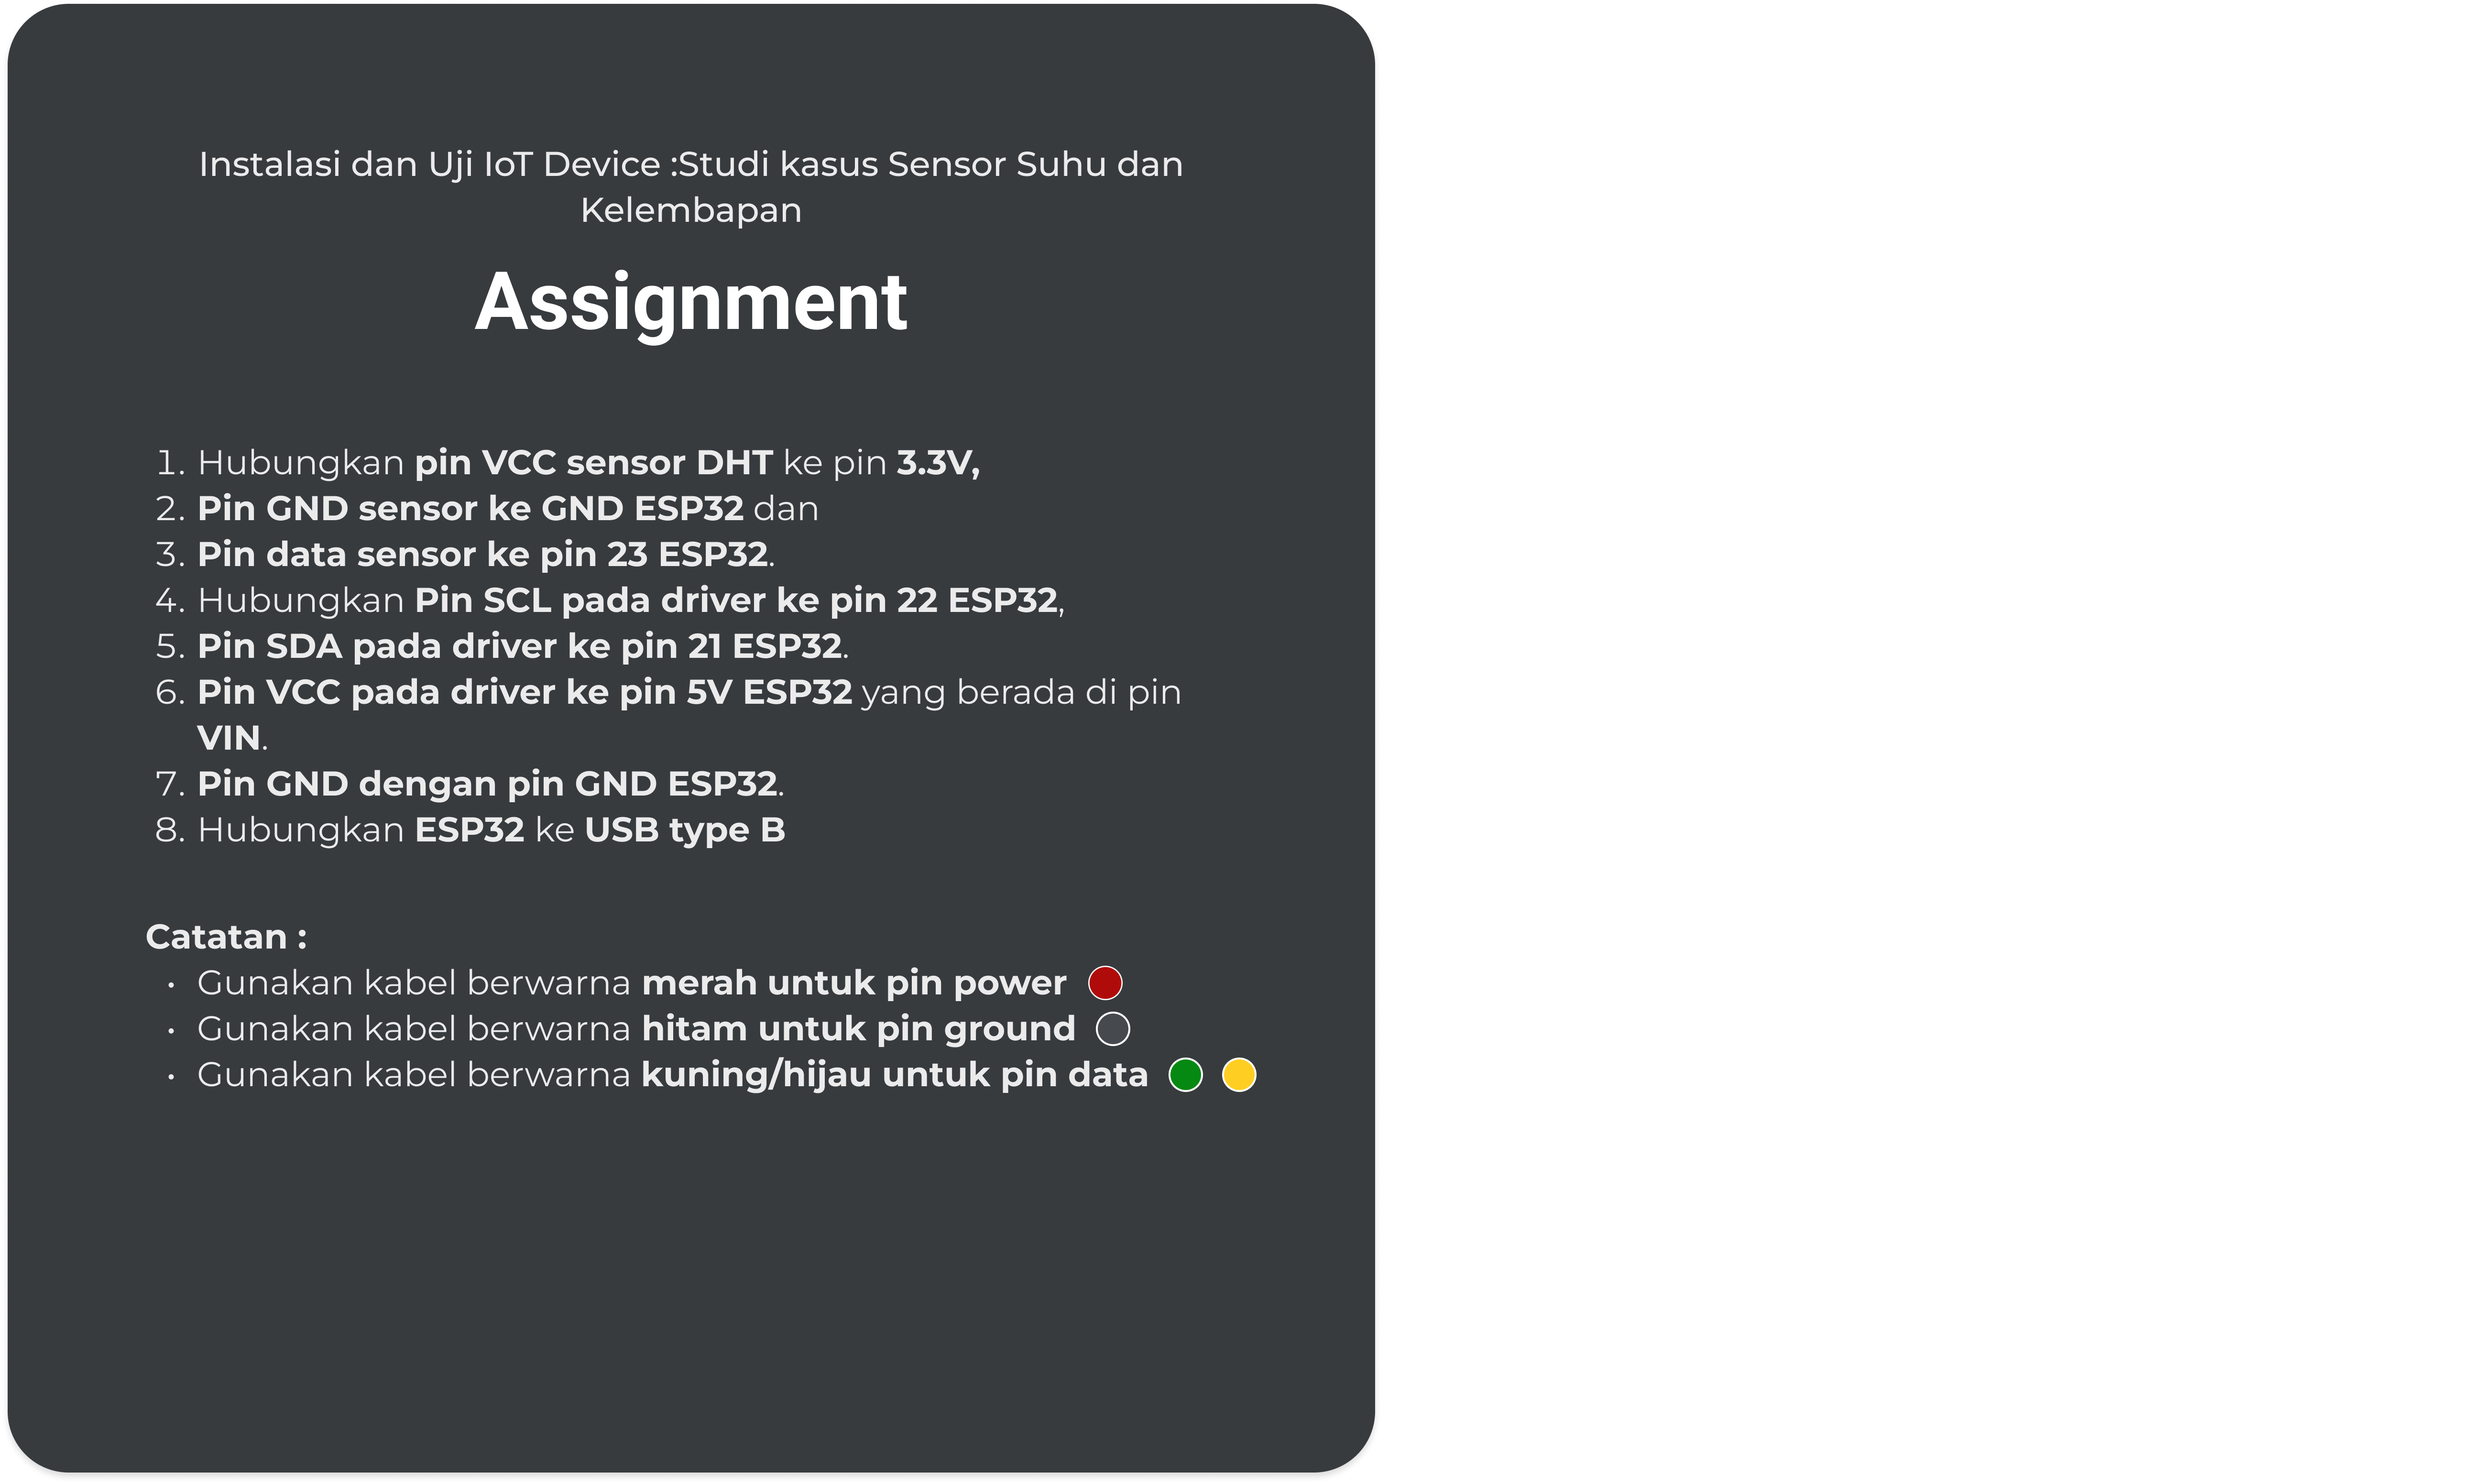 Instalasi dan Uji IoT Device :Studi kasus Sensor Suhu dan
Kelembapan
Assignment
1. Hubungkan pin VCC sensor DHT ke pin 3.3V,
2. Pin GND sensor ke GND ESP32 dan
3. Pin data sensor ke pin 23 ESP32.
4. Hubungkan Pin SCL pada driver ke pin 22 ESP32,
5. Pin SDA pada driver ke pin 21 ESP32.
6. Pin VCC pada driver ke pin 5V ESP32 yang berada di pin
VIN.
7. Pin GND dengan pin GND ESP32.
8. Hubungkan ESP32 ke USB type B
Catatan :
• Gunakan kabel berwarna merah untuk pin power
• Gunakan kabel berwarna hitam untuk pin ground
• Gunakan kabel berwarna kuning/hijau untuk pin data